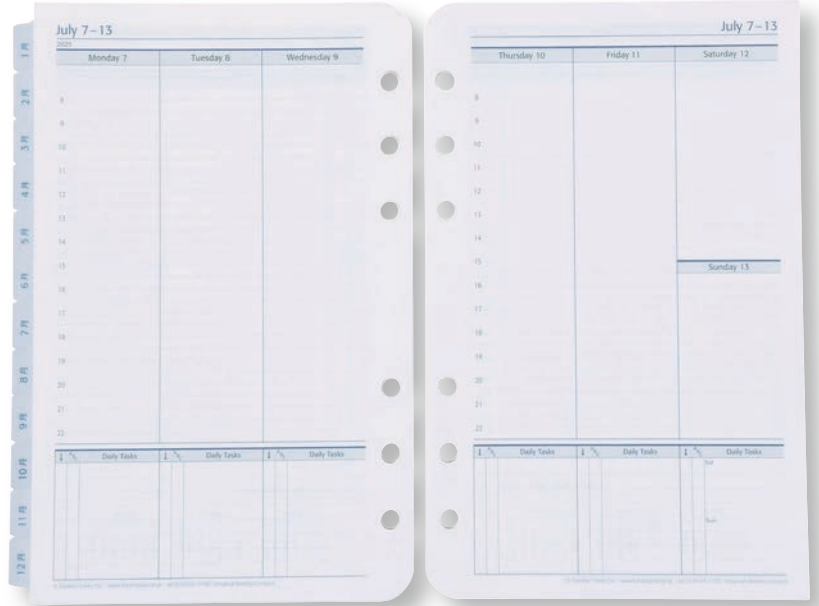 July 7–13
2025
Monday 7 Tuesday 8 Wednesday 9
8
9
10
11
12
13
14
15
16
17
18
19
20
21
22
Daily Tasks Daily Tasks Daily Tasks
1月
2月
3月
4月
5月
6月
7月
8月
9月
10月
11月
12月
July 7–13
Thursday 10 Friday 11 Saturday 12
8
9
10
11
12
13
14
15
Sunday 13
16
17
18
19
20
21
22
Daily Tasks Daily Tasks Daily Tasks